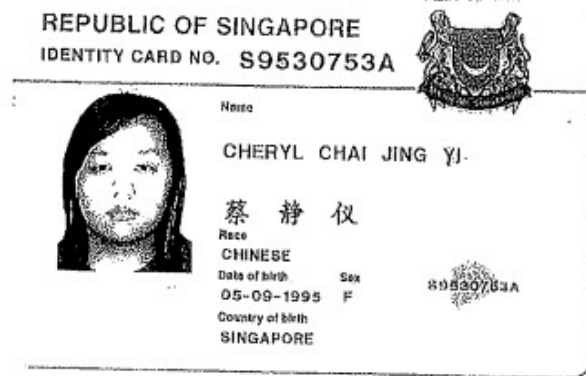 REPUBLIC OF SINGAPORE
IDENTITY CARD NO. S9530753A
Name
CHERYL CHAI JING YI
蔡 静 仪
Race
CHINESE
Date of birth Sex
05-09-1995 F
S9530753A
Country of birth
SINGAPORE